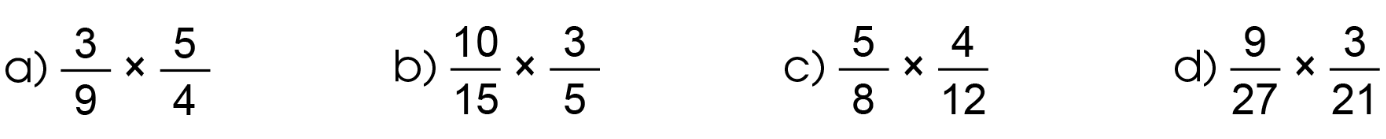 a) 3/9 × 5/4 b) 10/15 × 3/5 c) 5/8 × 4/12 d) 9/27 × 3/21